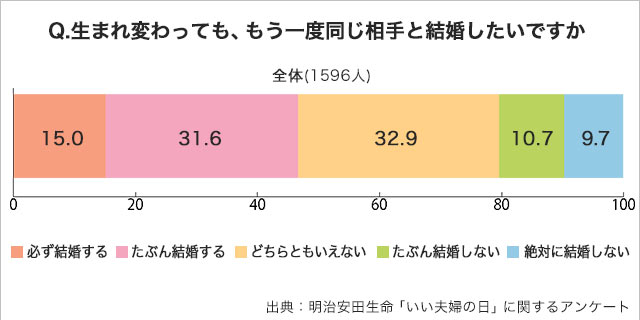 Q.生まれ変わっても、もう一度同じ相手と結婚したいですか
全体(1596人)
15.0 31.6 32.9 10.7 9.7
0 20 40 60 80 100
必ず結婚する たぶん結婚する どちらともいえない たぶん結婚しない 絶対に結婚しない
出典：明治安田生命「いい夫婦の日」に関するアンケート